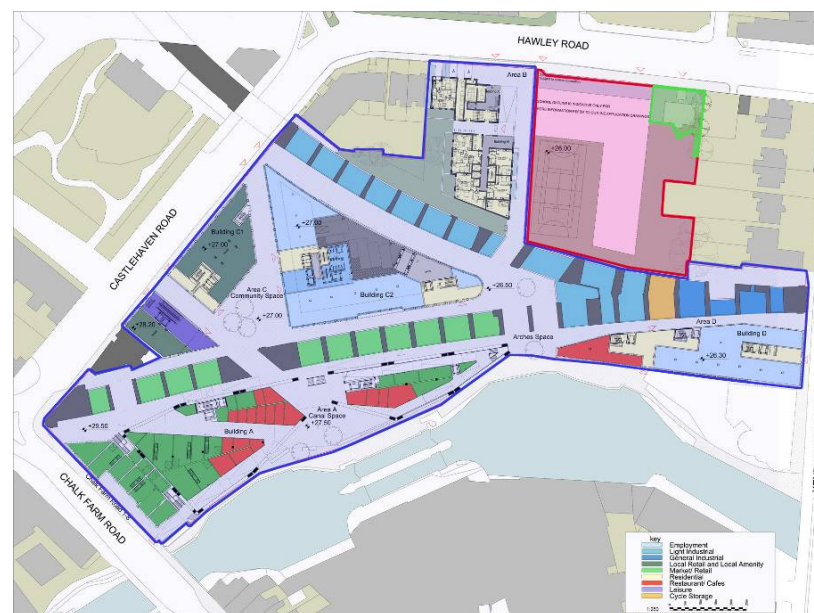 HAWLEY ROAD
Area B
+26.00
CASTLEHAVEN ROAD
+27.00
Building C1
+27.00
Area C
Community Space
Building C2
+26.50
+27.00
+28.20
Arches Space
Area D
Building D
+26.30
Area A
Canal Space
+27.50
Building A
+25.50
CHALK FARM ROAD
key
Employment
Light Industrial
General Industrial
Local Retail and Local Amenity
Market/ Retail
Residential
Restaurant/ Cafes
Leisure
Cycle Storage